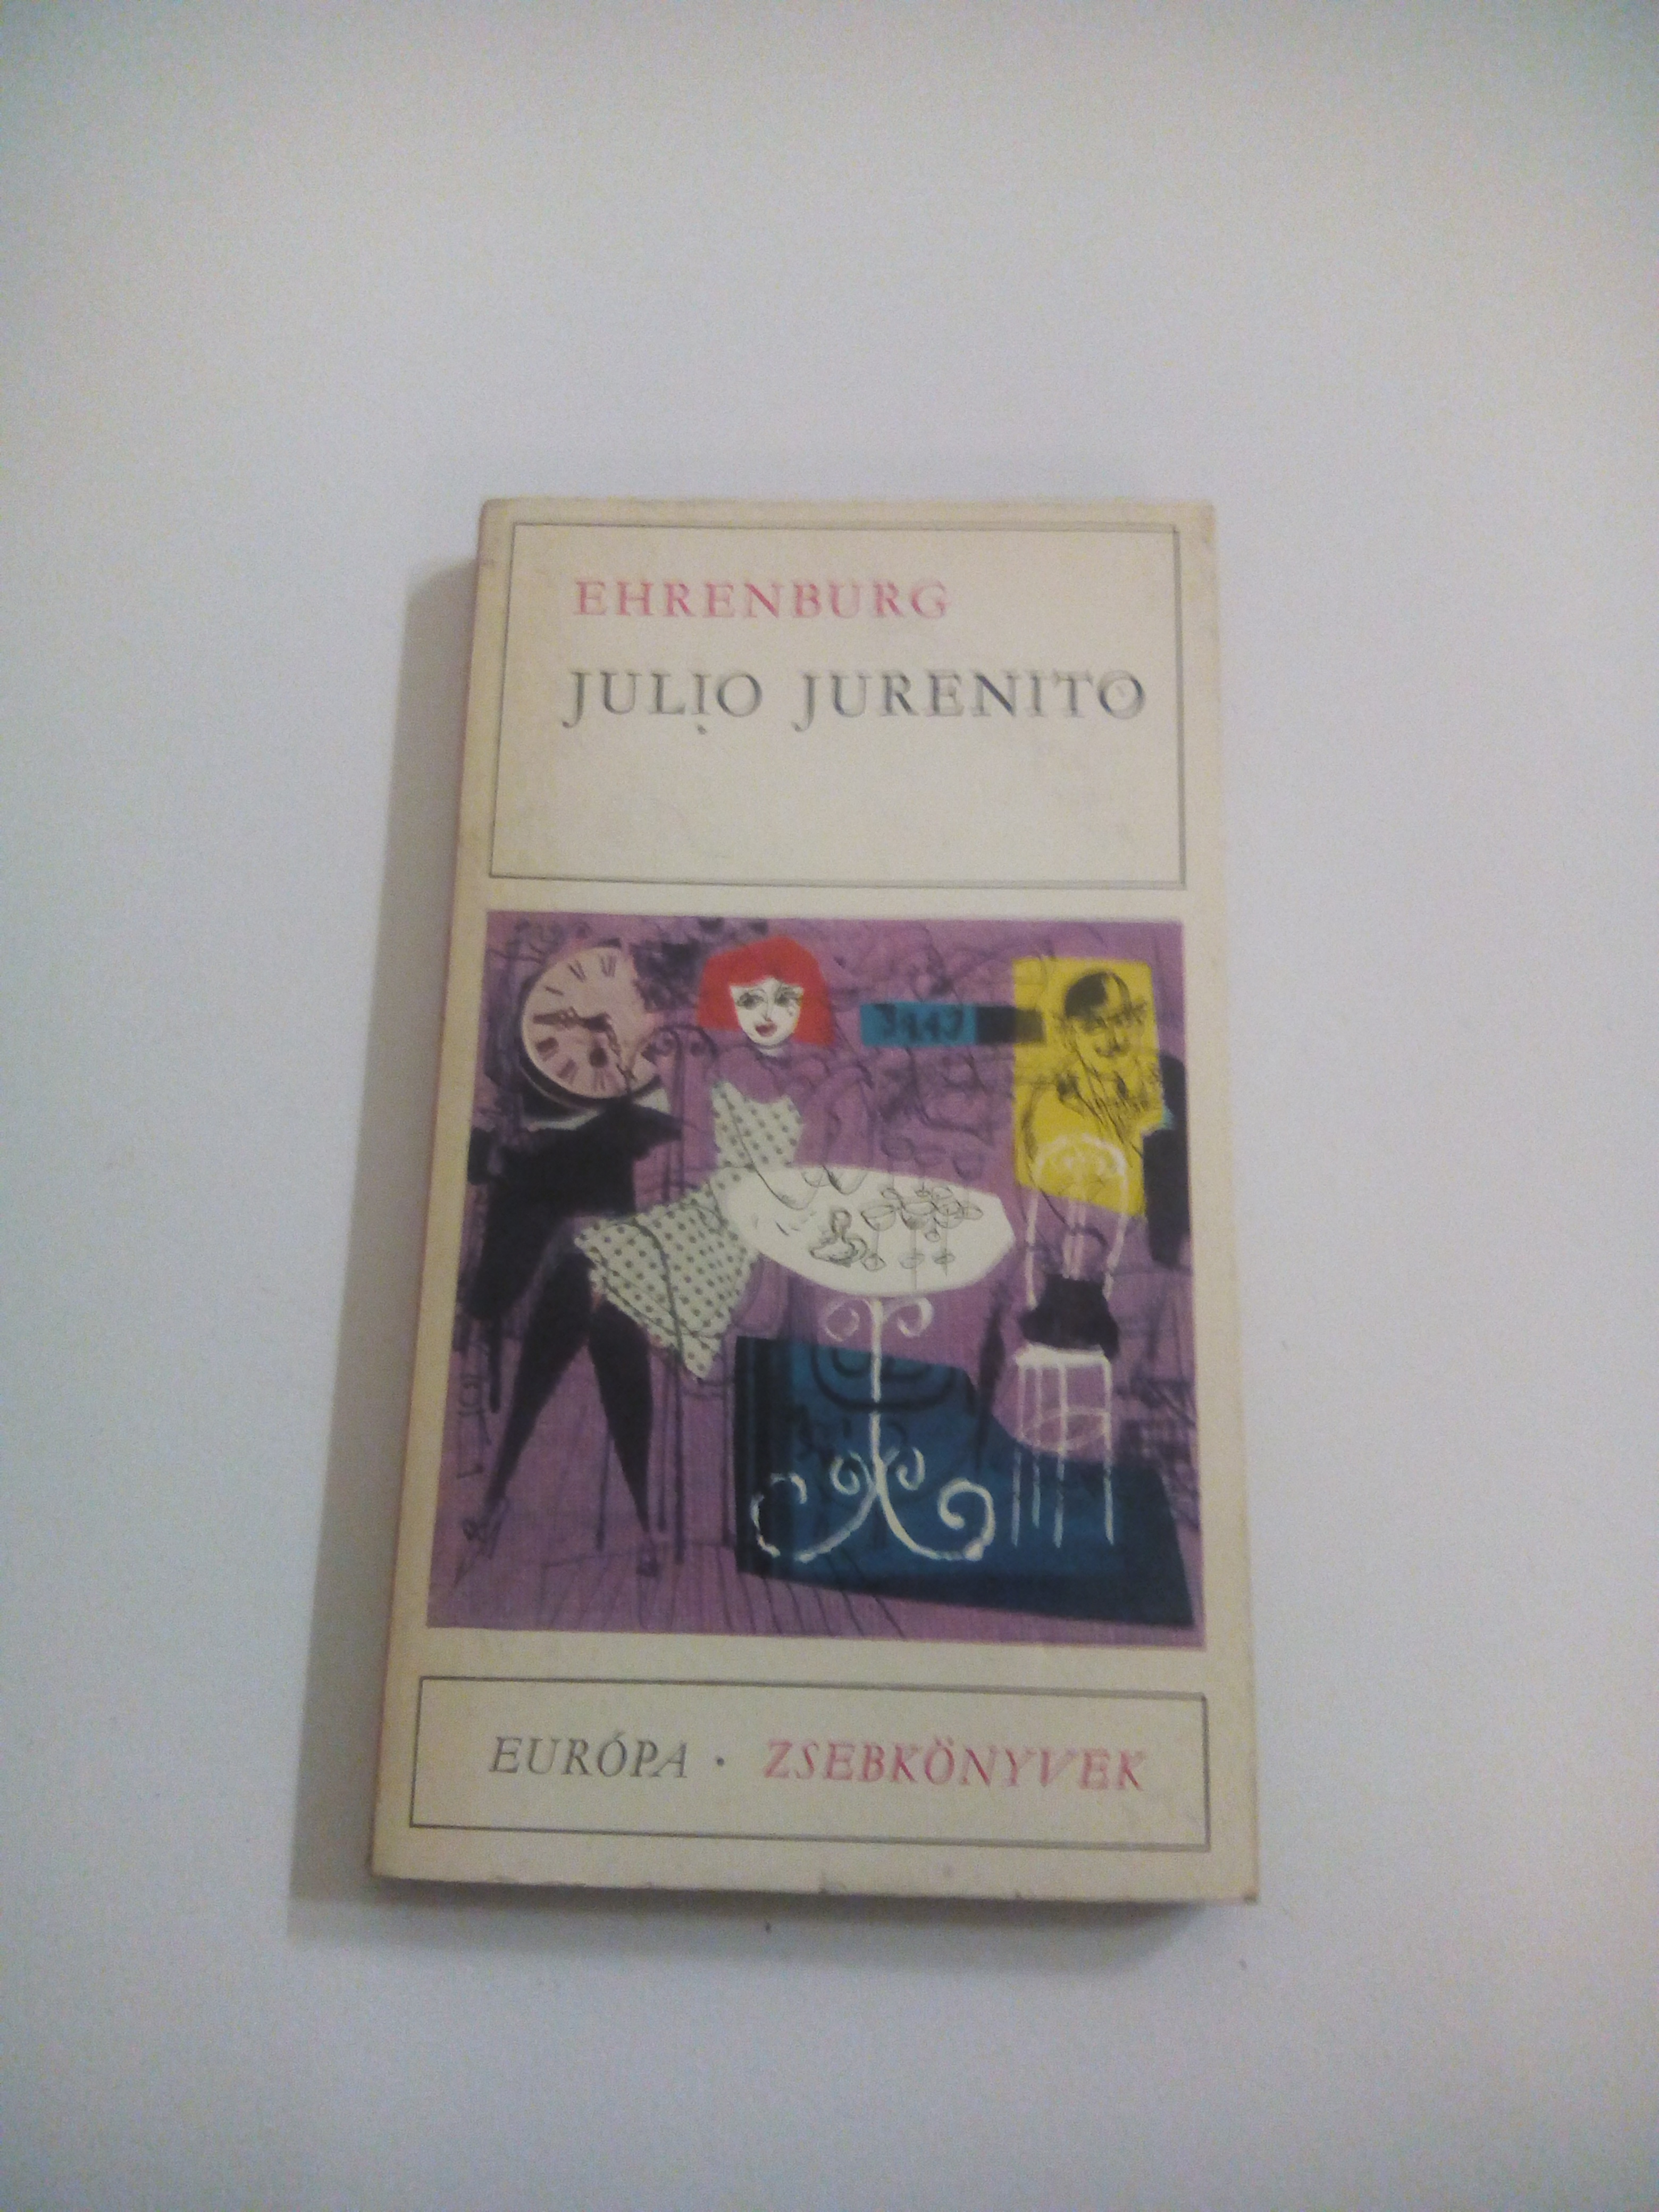 EHRENBURG
JULIO JURENITO
EURÓPA · ZSEBKÖNYVEK